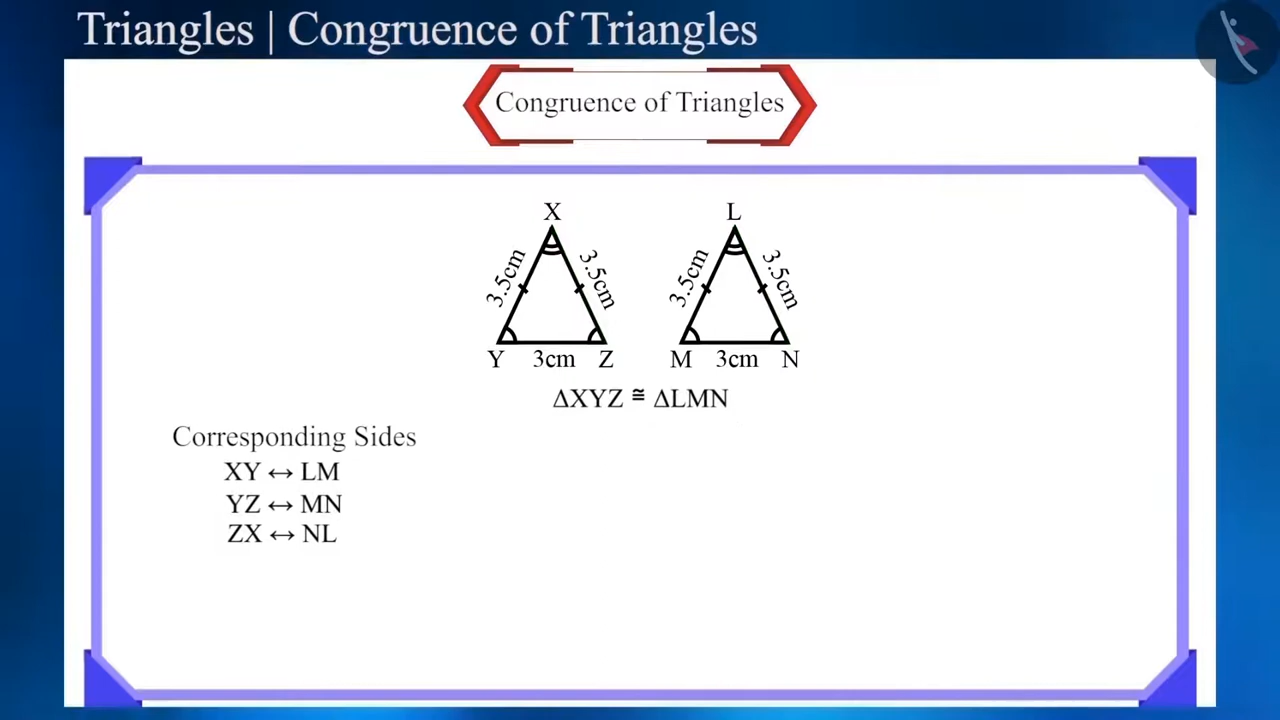 Triangles | Congruence of Triangles
Congruence of Triangles
X L
3.5cm 3.5cm 3.5cm 3.5cm
Y 3cm Z M 3cm N
ΔXYZ ≅ ΔLMN
Corresponding Sides
XY ↔ LM
YZ ↔ MN
ZX ↔ NL